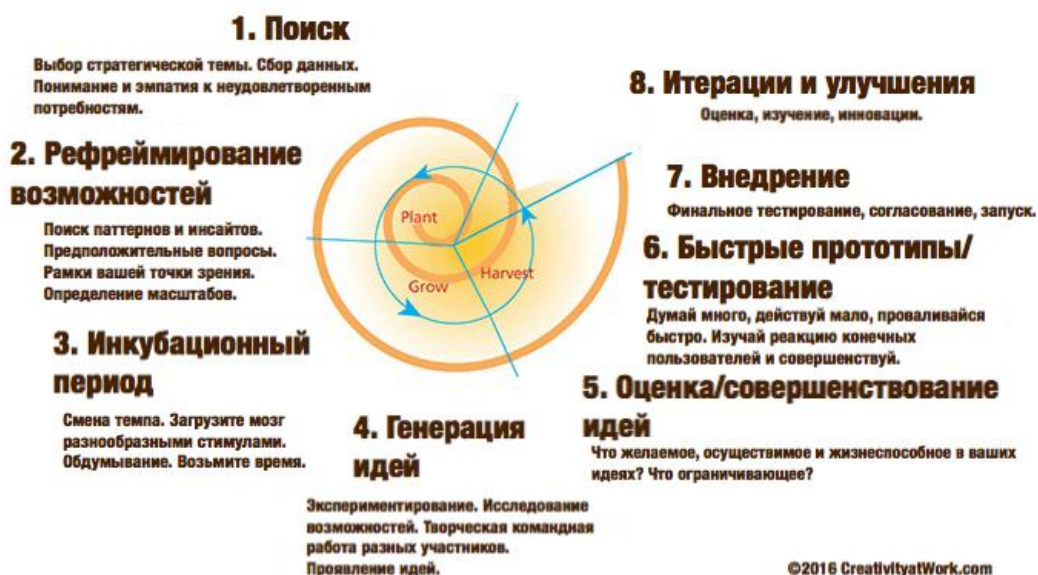 1. Поиск
Выбор стратегической темы. Сбор данных.
Понимание и эмпатия к неудовлетворенным
потребностям.
2. Рефреймирование
возможностей
Поиск паттернов и инсайтов.
Предположительные вопросы.
Рамки вашей точки зрения.
Определение масштабов.
3. Инкубационный
период
Смена темпа. Загрузите мозг
разнообразными стимулами.
Обдумывание. Возьмите время.
4. Генерация
идей
Экспериментирование. Исследование
возможностей. Творческая командная
работа разных участников.
Проявление идей.
5. Оценка/совершенствование
идей
Что желаемое, осуществимое и жизнеспособное в ваших
идеях? Что ограничивающее?
6. Быстрые прототипы/
тестирование
Думай много, действуй мало, проваливайся
быстро. Изучай реакцию конечных
пользователей и совершенствуй.
7. Внедрение
Финальное тестирование, согласование, запуск.
8. Итерации и улучшения
Оценка, изучение, инновации.
Plant
Grow
Harvest
©2016 CreativityatWork.com